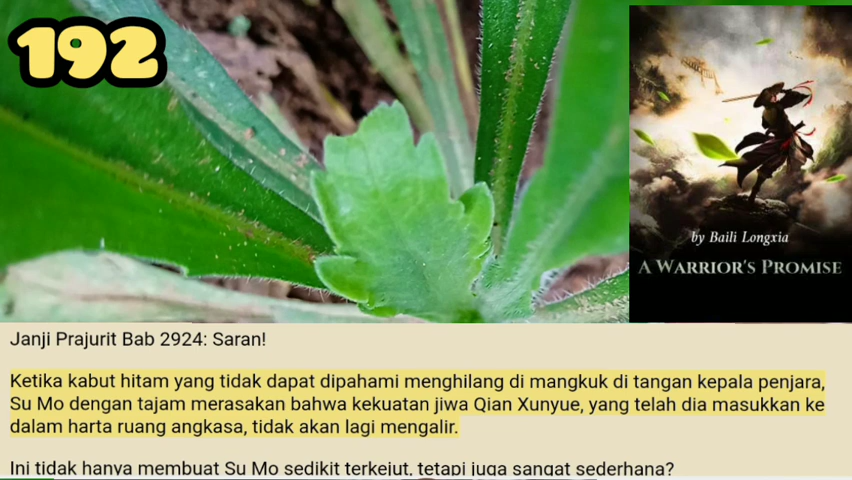 192
by Baili Longxia
A WARRIOR'S PROMISE
Janji Prajurit Bab 2924: Saran!
Ketika kabut hitam yang tidak dapat dipahami menghilang di mangkuk di tangan kepala penjara,
Su Mo dengan tajam merasakan bahwa kekuatan jiwa Qian Xunyue, yang telah dia masukkan ke
dalam harta ruang angkasa, tidak akan lagi mengalir.
Ini tidak hanya membuat Su Mo sedikit terkejut, tetapi juga sangat sederhana?